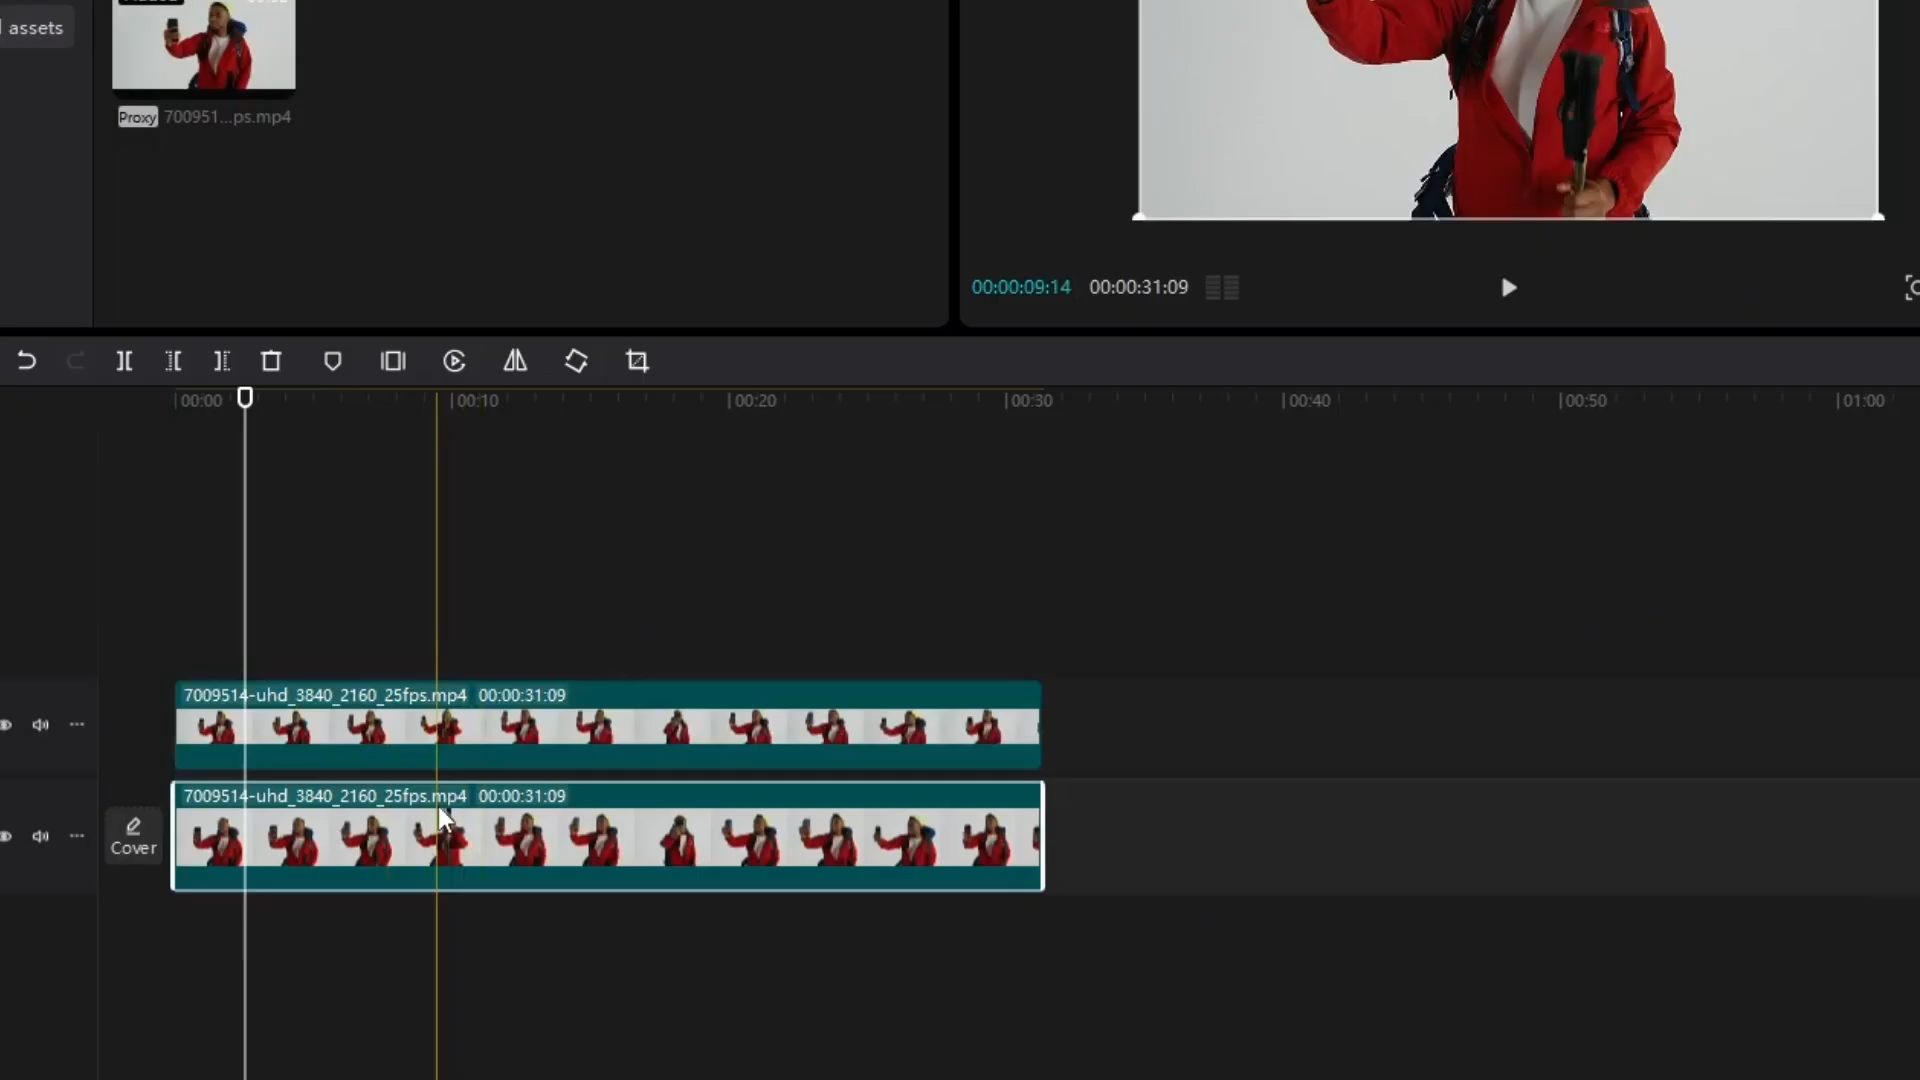 assets
Proxy 700951...ps.mp4
00:00:09:14 00:00:31:09
00:00 00:10 00:20 00:30 00:40 00:50 01:00
7009514-uhd_3840_2160_25fps.mp4 00:00:31:09
7009514-uhd_3840_2160_25fps.mp4 00:00:31:09
Cover